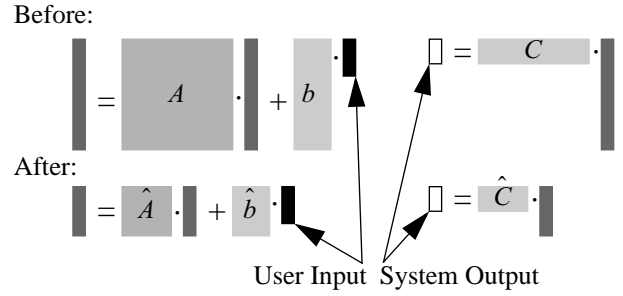 Before:
= A · + b · = C ·
After:
= Â · + b̂ · = Ĉ ·
User Input System Output